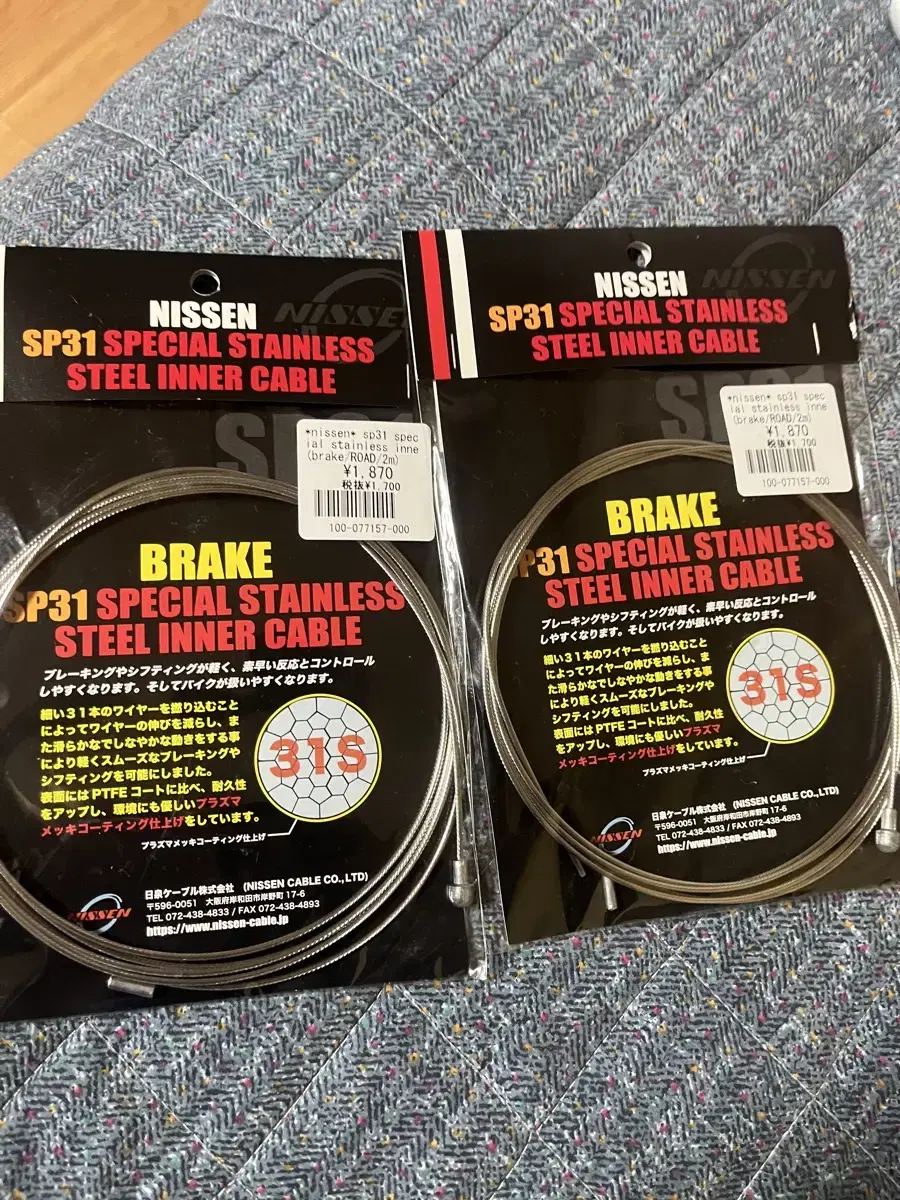 NISSEN
NISSEN
SP31 SPECIAL STAINLESS
STEEL INNER CABLE
*nissen* sp31 spec
ial stainless inne
(brake/ROAD/2m)
¥1,870
税抜¥1,700
100-077157-000
BRAKE
SP31 SPECIAL STAINLESS
STEEL INNER CABLE
ブレーキングやシフティングが軽く、素早い反応とコントロール
しやすくなります。そしてバイクが扱いやすくなります。
細い31本のワイヤーを撚り込むこと
によってワイヤーの伸びを減らし、ま
た滑らかなでしなやかな動きをする事
により軽くスムーズなブレーキングや
シフティングを可能にしました。
表面にはPTFEコートに比べ、耐久性
をアップし、環境にも優しいプラズマ
メッキコーティング仕上げをしています。
31S
プラズマメッキコーティング仕上げ
NISSEN
日泉ケーブル株式会社 (NISSEN CABLE CO.,LTD)
〒596-0051 大阪府岸和田市岸野町17-6
TEL 072-438-4833 / FAX 072-438-4893
https://www.nissen-cable.jp
NISSEN
NISSEN
SP31 SPECIAL STAINLESS
STEEL INNER CABLE
*nissen* sp31 spec
ial stainless inne
(brake/ROAD/2m)
¥1,870
税抜¥1,700
100-077157-000
BRAKE
SP31 SPECIAL STAINLESS
STEEL INNER CABLE
ブレーキングやシフティングが軽く、素早い反応とコントロール
しやすくなります。そしてバイクが扱いやすくなります。
細い31本のワイヤーを撚り込むこと
によってワイヤーの伸びを減らし、ま
た滑らかなでしなやかな動きをする事
により軽くスムーズなブレーキングや
シフティングを可能にしました。
表面にはPTFEコートに比べ、耐久性
をアップし、環境にも優しいプラズマ
メッキコーティング仕上げをしています。
31S
プラズマメッキコーティング仕上げ
NISSEN
日泉ケーブル株式会社 (NISSEN CABLE CO.,LTD)
〒596-0051 大阪府岸和田市岸野町17-6
TEL 072-438-4833 / FAX 072-438-4893
https://www.nissen-cable.jp